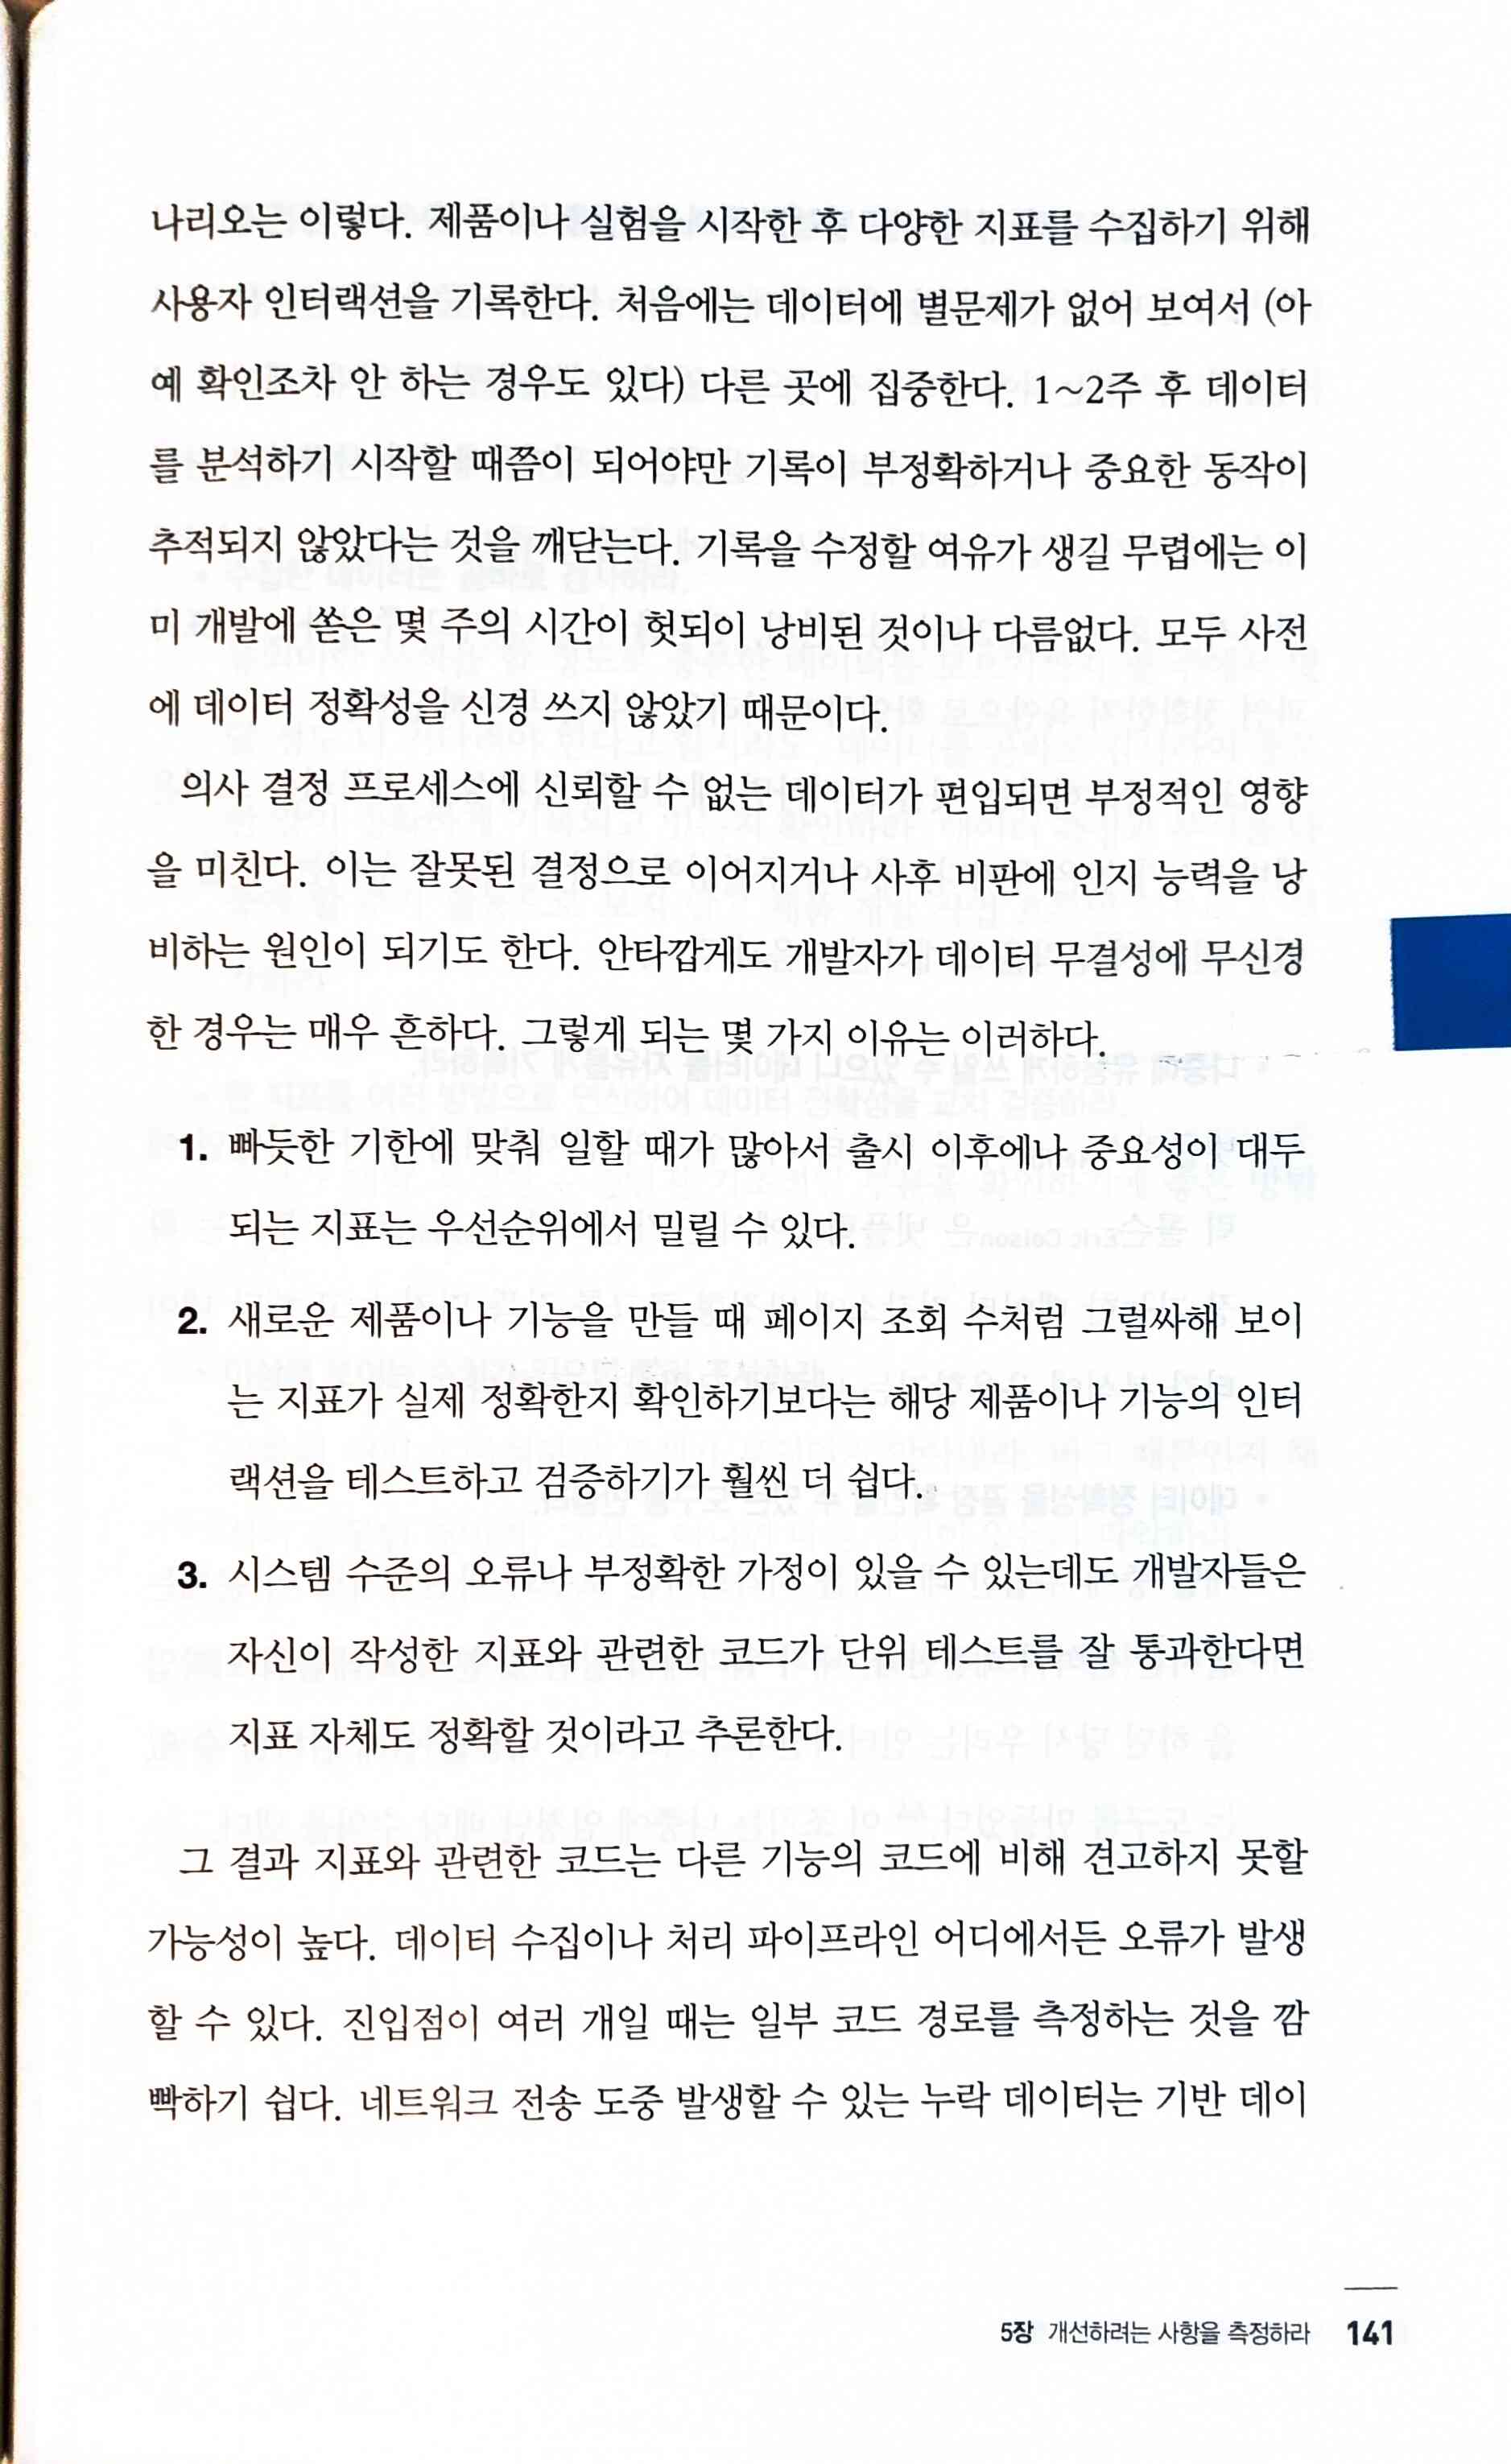 나리오는 이렇다. 제품이나 실험을 시작한 후 다양한 지표를 수집하기 위해
사용자 인터랙션을 기록한다. 처음에는 데이터에 별문제가 없어 보여서 (아
예 확인조차 안 하는 경우도 있다) 다른 곳에 집중한다. 1~2주 후 데이터
를 분석하기 시작할 때쯤이 되어야만 기록이 부정확하거나 중요한 동작이
추적되지 않았다는 것을 깨닫는다. 기록을 수정할 여유가 생길 무렵에는 이
미 개발에 쏟은 몇 주의 시간이 헛되이 낭비된 것이나 다름없다. 모두 사전
에 데이터 정확성을 신경 쓰지 않았기 때문이다.
의사 결정 프로세스에 신뢰할 수 없는 데이터가 편입되면 부정적인 영향
을 미친다. 이는 잘못된 결정으로 이어지거나 사후 비판에 인지 능력을 낭
비하는 원인이 되기도 한다. 안타깝게도 개발자가 데이터 무결성에 무신경
한 경우는 매우 흔하다. 그렇게 되는 몇 가지 이유는 이러하다.
1. 빠듯한 기한에 맞춰 일할 때가 많아서 출시 이후에나 중요성이 대두
되는 지표는 우선순위에서 밀릴 수 있다.
2. 새로운 제품이나 기능을 만들 때 페이지 조회 수처럼 그럴싸해 보이
는 지표가 실제 정확한지 확인하기보다는 해당 제품이나 기능의 인터
랙션을 테스트하고 검증하기가 훨씬 더 쉽다.
3. 시스템 수준의 오류나 부정확한 가정이 있을 수 있는데도 개발자들은
자신이 작성한 지표와 관련한 코드가 단위 테스트를 잘 통과한다면
지표 자체도 정확할 것이라고 추론한다.
그 결과 지표와 관련한 코드는 다른 기능의 코드에 비해 견고하지 못할
가능성이 높다. 데이터 수집이나 처리 파이프라인 어디에서든 오류가 발생
할 수 있다. 진입점이 여러 개일 때는 일부 코드 경로를 측정하는 것을 깜
빡하기 쉽다. 네트워크 전송 도중 발생할 수 있는 누락 데이터는 기반 데이
5장 개선하려는 사항을 측정하라 141